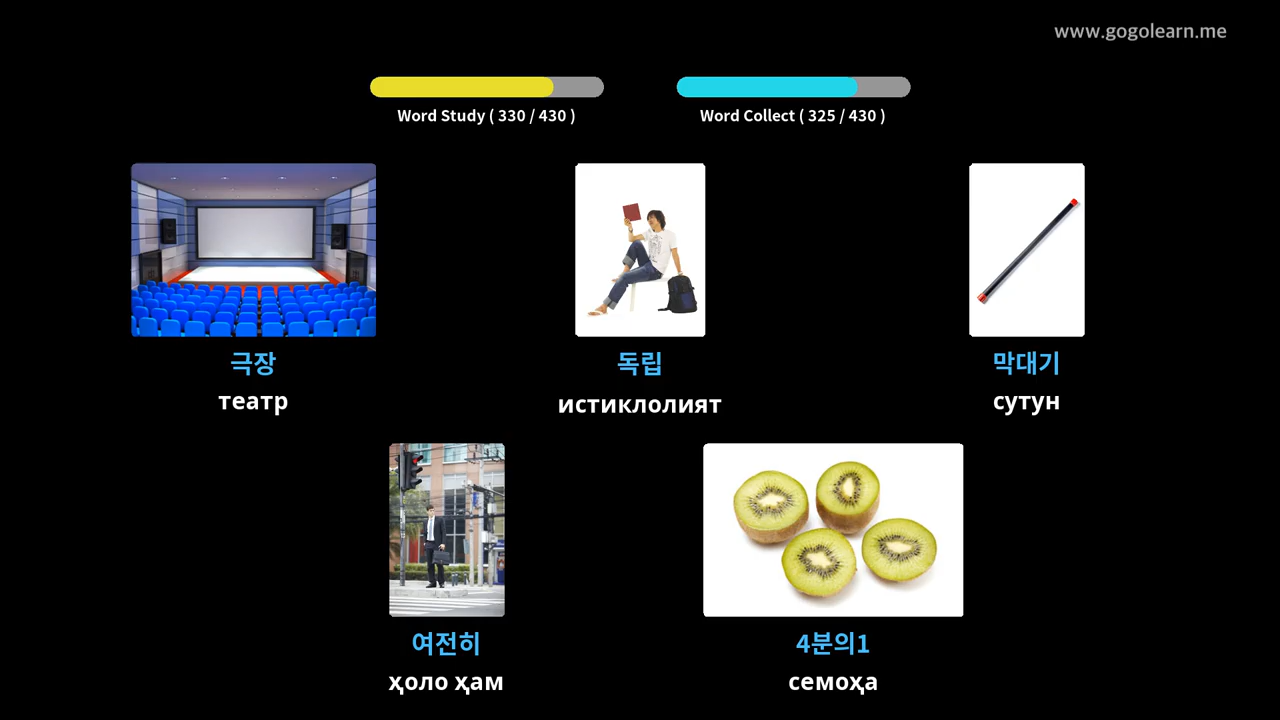 www.gogolearn.me
Word Study ( 330 / 430 )
Word Collect ( 325 / 430 )
극장
театр
독립
истиклолият
막대기
сутун
여전히
ҳоло ҳам
4분의1
семоҳа